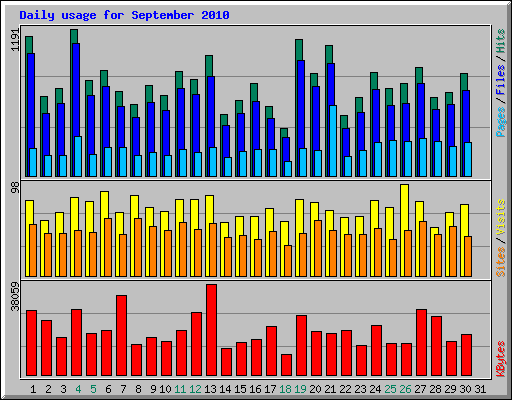 Daily usage for September 2010
1191
Pages / Files / Hits
98
Sites / Visits
38059
KBytes
1 2 3 4 5 6 7 8 9 10 11 12 13 14 15 16 17 18 19 20 21 22 23 24 25 26 27 28 29 30 31